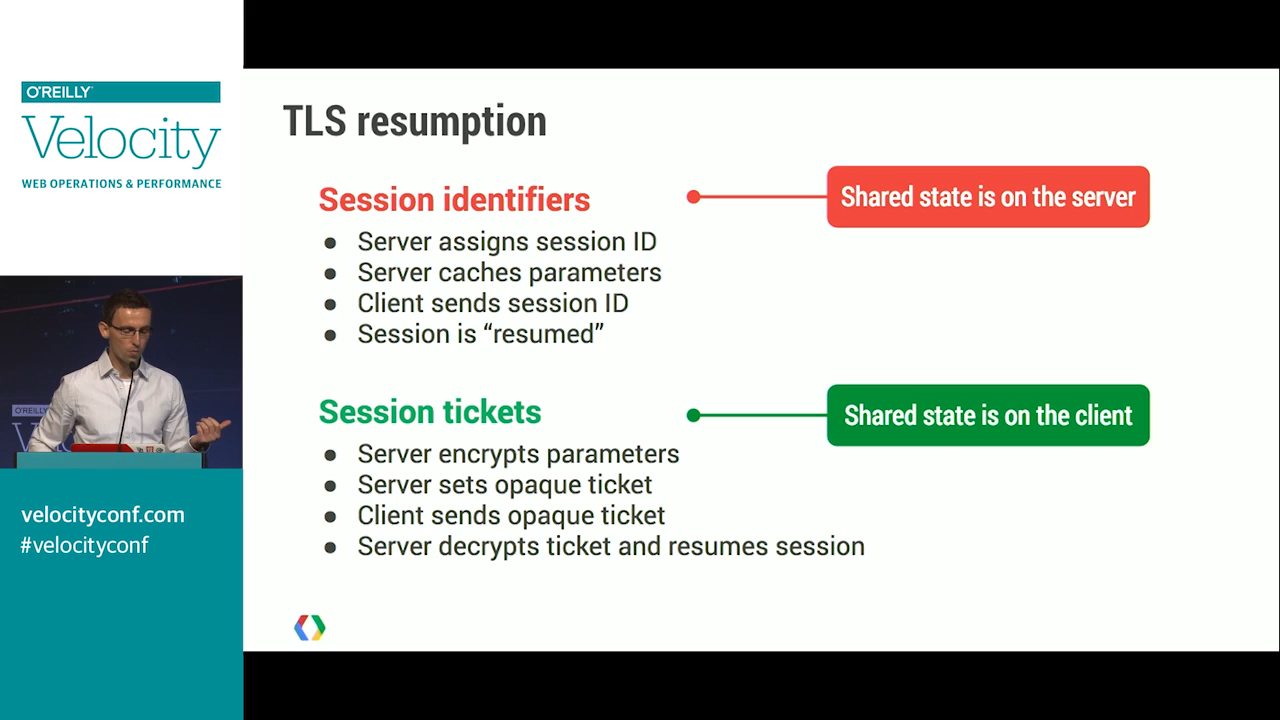 O'REILLY
Velocity
WEB OPERATIONS & PERFORMANCE
O'REILLY
velocityconf.com
#velocityconf
TLS resumption
Session identifiers
Shared state is on the server
● Server assigns session ID
● Server caches parameters
● Client sends session ID
● Session is “resumed”
Session tickets
Shared state is on the client
● Server encrypts parameters
● Server sets opaque ticket
● Client sends opaque ticket
● Server decrypts ticket and resumes session